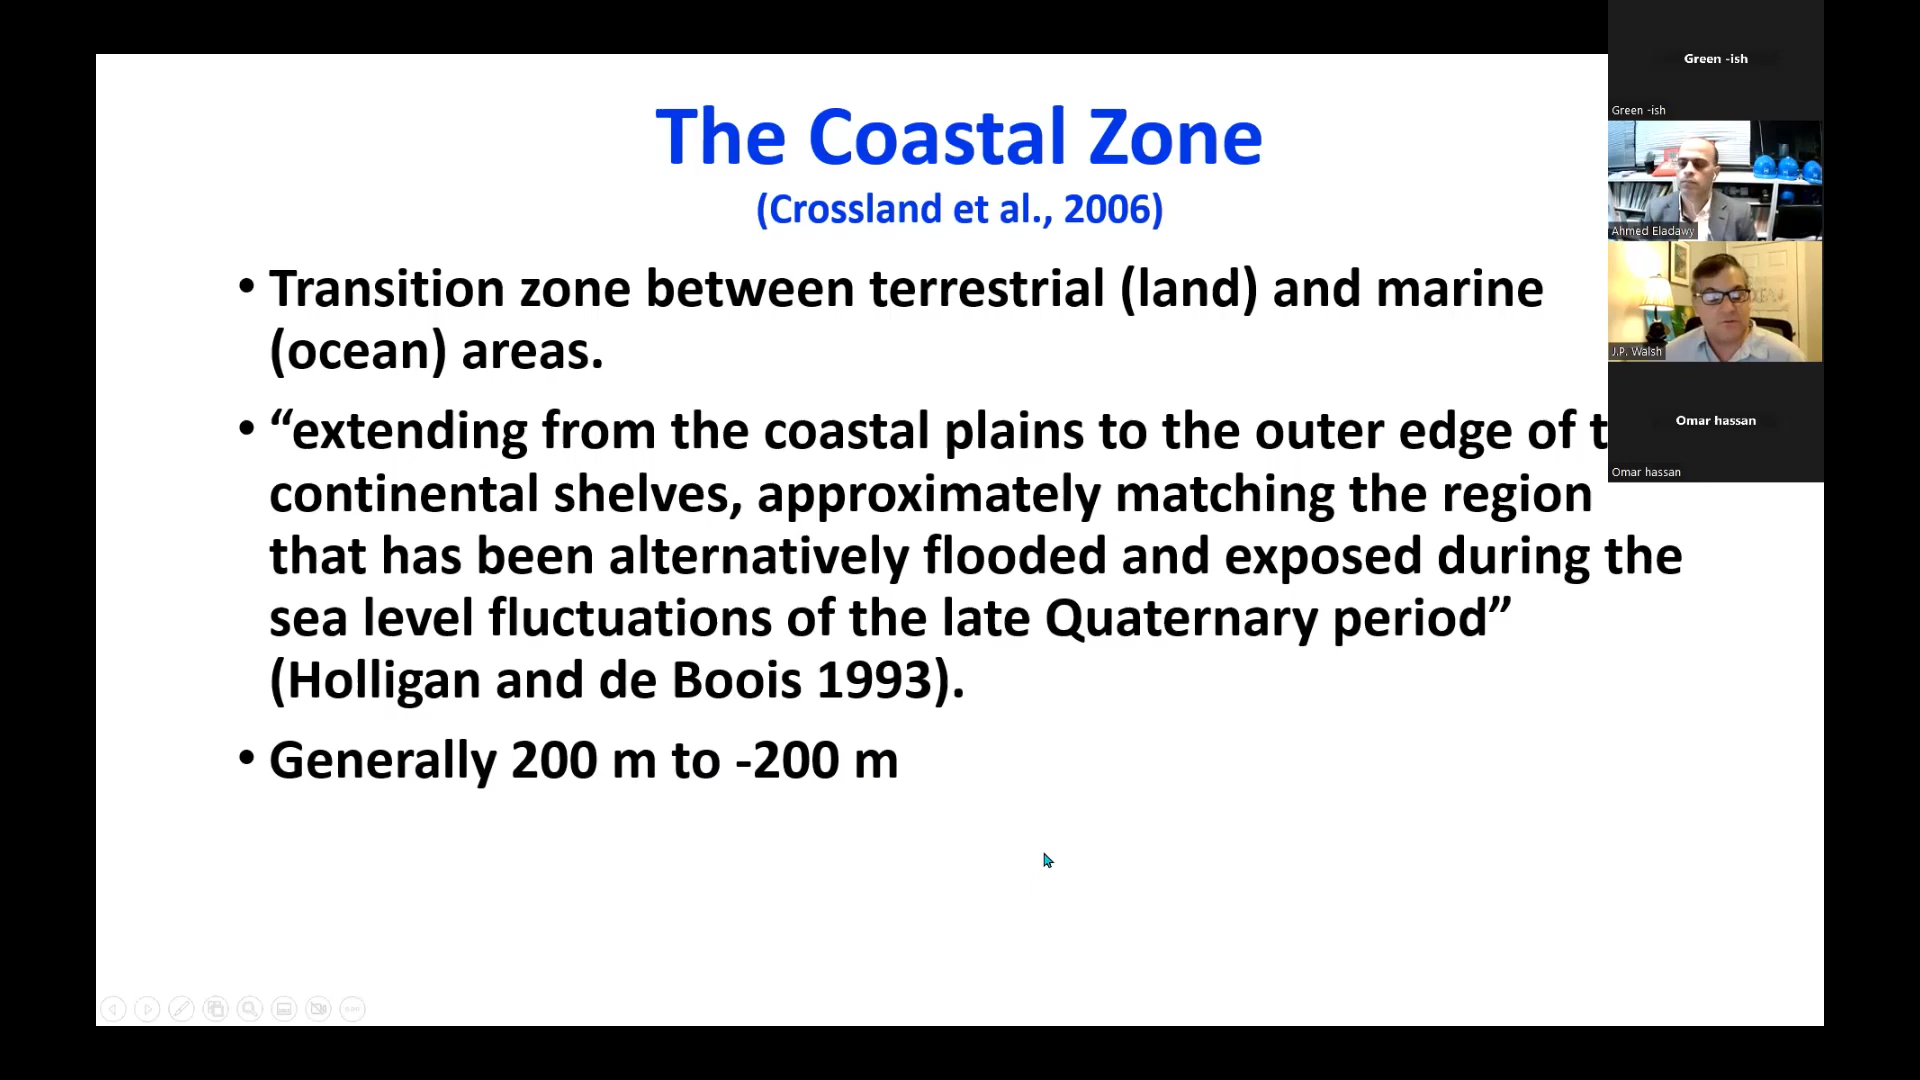 The Coastal Zone
(Crossland et al., 2006)
• Transition zone between terrestrial (land) and marine
(ocean) areas.
• “extending from the coastal plains to the outer edge of t
continental shelves, approximately matching the region
that has been alternatively flooded and exposed during the
sea level fluctuations of the late Quaternary period”
(Holligan and de Boois 1993).
• Generally 200 m to -200 m
Green -ish
Green -ish
Ahmed Eladawy
J.P. Walsh
Omar hassan
Omar hassan